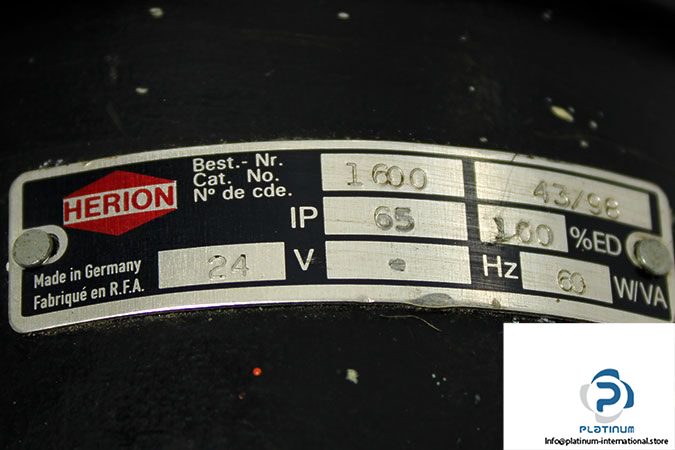 HERION
Best.- Nr.
Cat. No.
Nº de cde.
1600
43/98
IP 65 100 %ED
Made in Germany
Fabriqué en R.F.A.
24 V Hz 60 W/VA
PLATINUM
Info@platinum-international.store